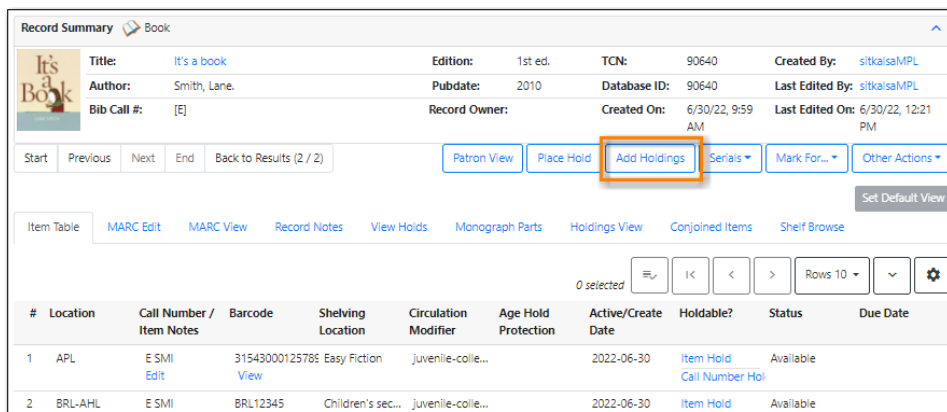 Record Summary Book
It's a Book
Title: It's a book Edition: 1st ed. TCN: 90640 Created By: sitkalsaMPL
Author: Smith, Lane. Pubdate: 2010 Database ID: 90640 Last Edited By: sitkalsaMPL
Bib Call #: [E] Record Owner: Created On: 6/30/22, 9:59 AM Last Edited On: 6/30/22, 12:21 PM
Start Previous Next End Back to Results (2 / 2) Patron View Place Hold Add Holdings Serials Mark For... Other Actions
Set Default View
Item Table MARC Edit MARC View Record Notes View Holds Monograph Parts Holdings View Conjoined Items Shelf Browse
0 selected Rows 10
# Location Call Number / Item Notes Barcode Shelving Location Circulation Modifier Age Hold Protection Active/Create Date Holdable? Status Due Date
1 APL E SMI 31543000125789 Easy Fiction juvenile-colle... 2022-06-30 Item Hold Available
Edit View Call Number Hol
2 BRL-AHL E SMI BRL12345 Children's sec... juvenile-colle... 2022-06-30 Item Hold Available